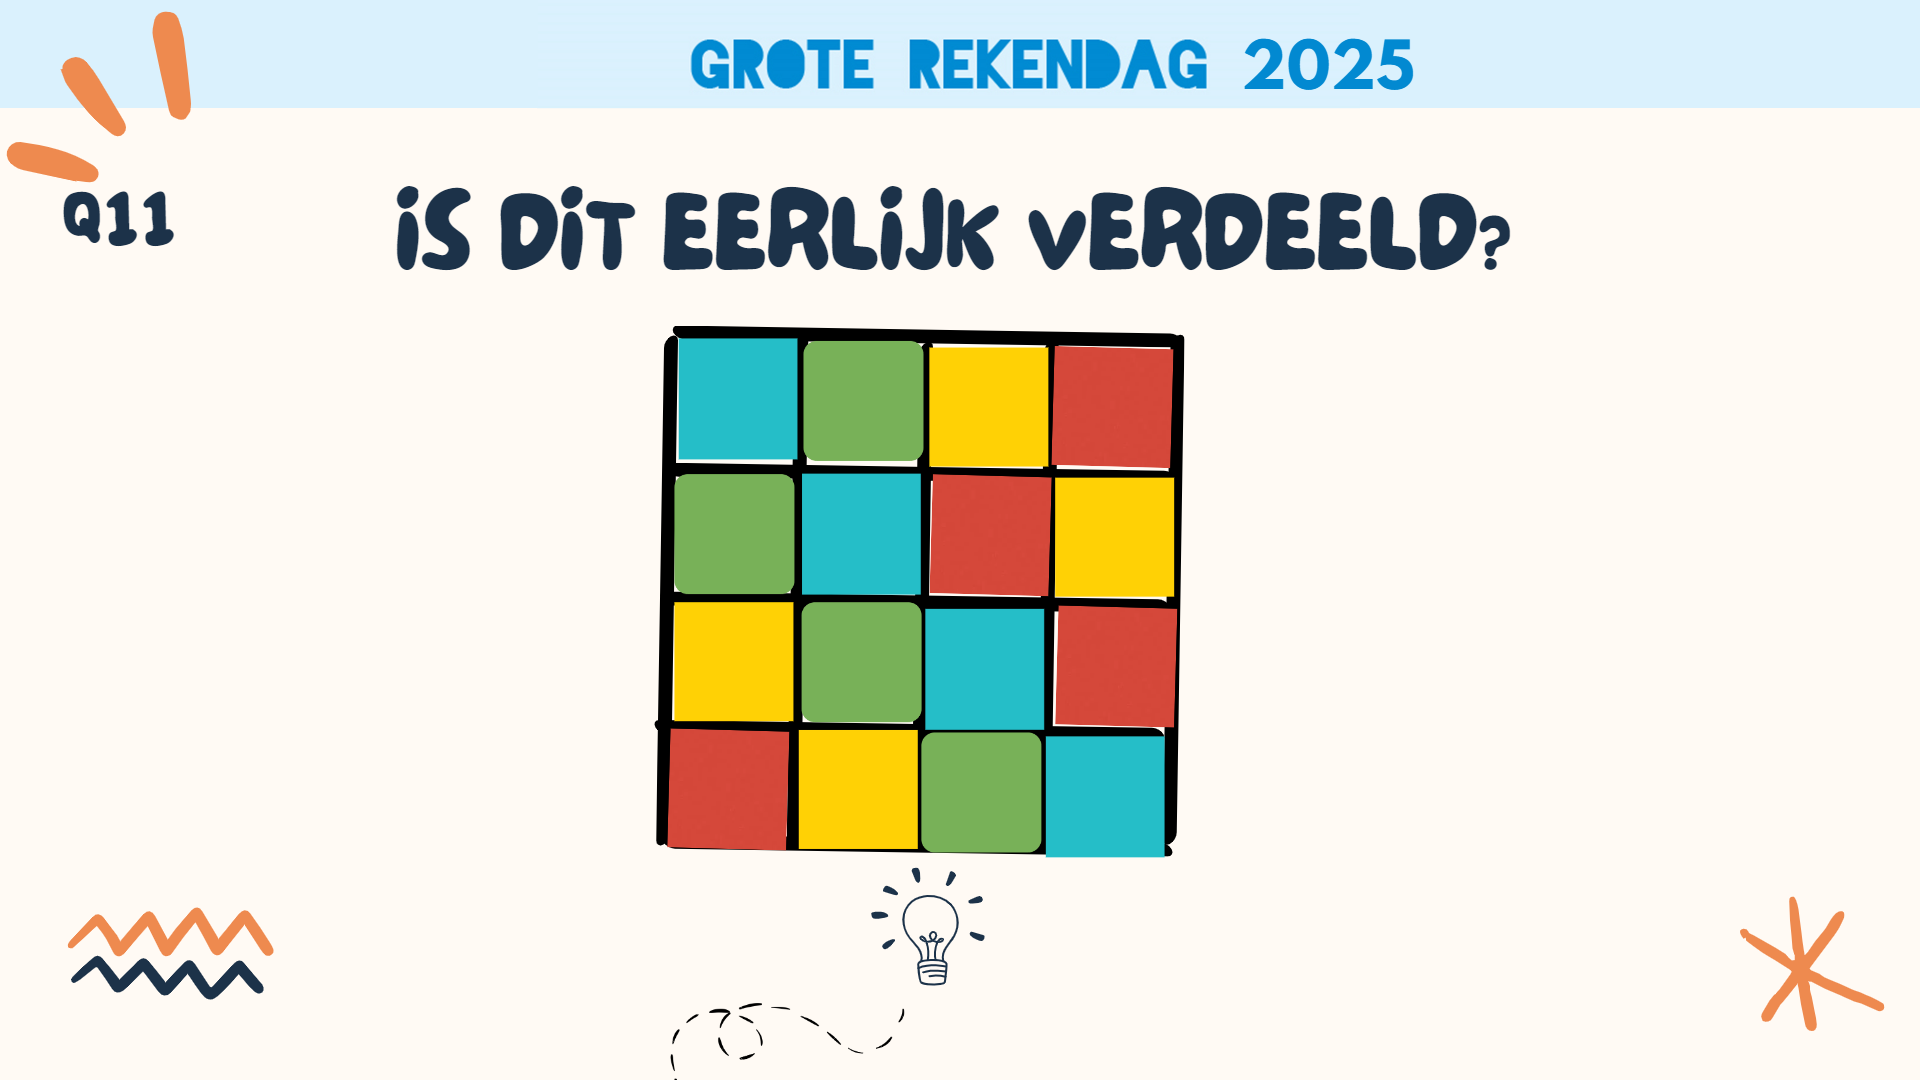 GROTE REKENDAG 2025
Q11
iS DiT EERLiJK VERDEELD?